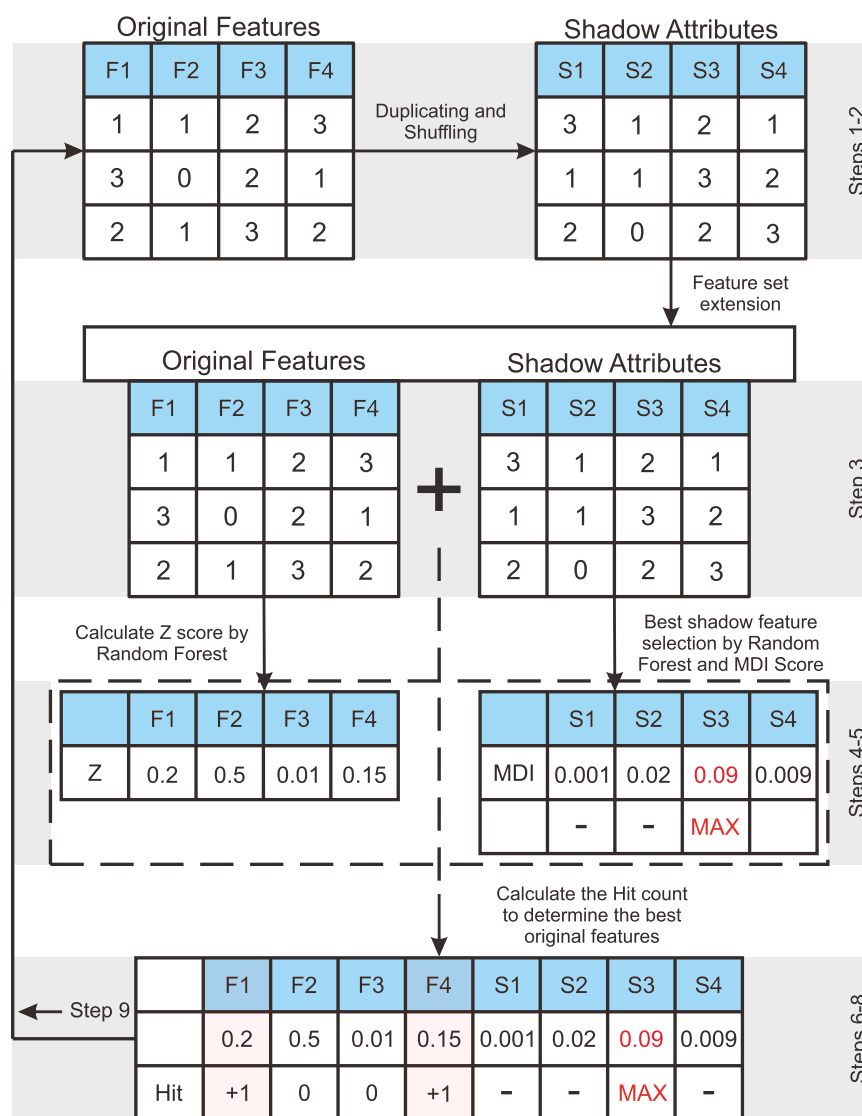 Original Features
Shadow Attributes
F1 F2 F3 F4
S1 S2 S3 S4
1 1 2 3
3 1 2 1
Duplicating and
Shuffling
3 0 2 1
1 1 3 2
2 1 3 2
2 0 2 3
Steps 1-2
Feature set
extension
Original Features
Shadow Attributes
F1 F2 F3 F4
S1 S2 S3 S4
1 1 2 3
3 1 2 1
+
3 0 2 1
1 1 3 2
2 1 3 2
2 0 2 3
Step 3
Calculate Z score by
Random Forest
Best shadow feature
selection by Random
Forest and MDI Score
F1 F2 F3 F4
Z 0.2 0.5 0.01 0.15
S1 S2 S3 S4
MDI 0.001 0.02 0.09 0.009
- - MAX
Steps 4-5
Calculate the Hit count
to determine the best
original features
F1 F2 F3 F4 S1 S2 S3 S4
0.2 0.5 0.01 0.15 0.001 0.02 0.09 0.009
Hit +1 0 0 +1 - - MAX -
Step 9
Steps 6-8